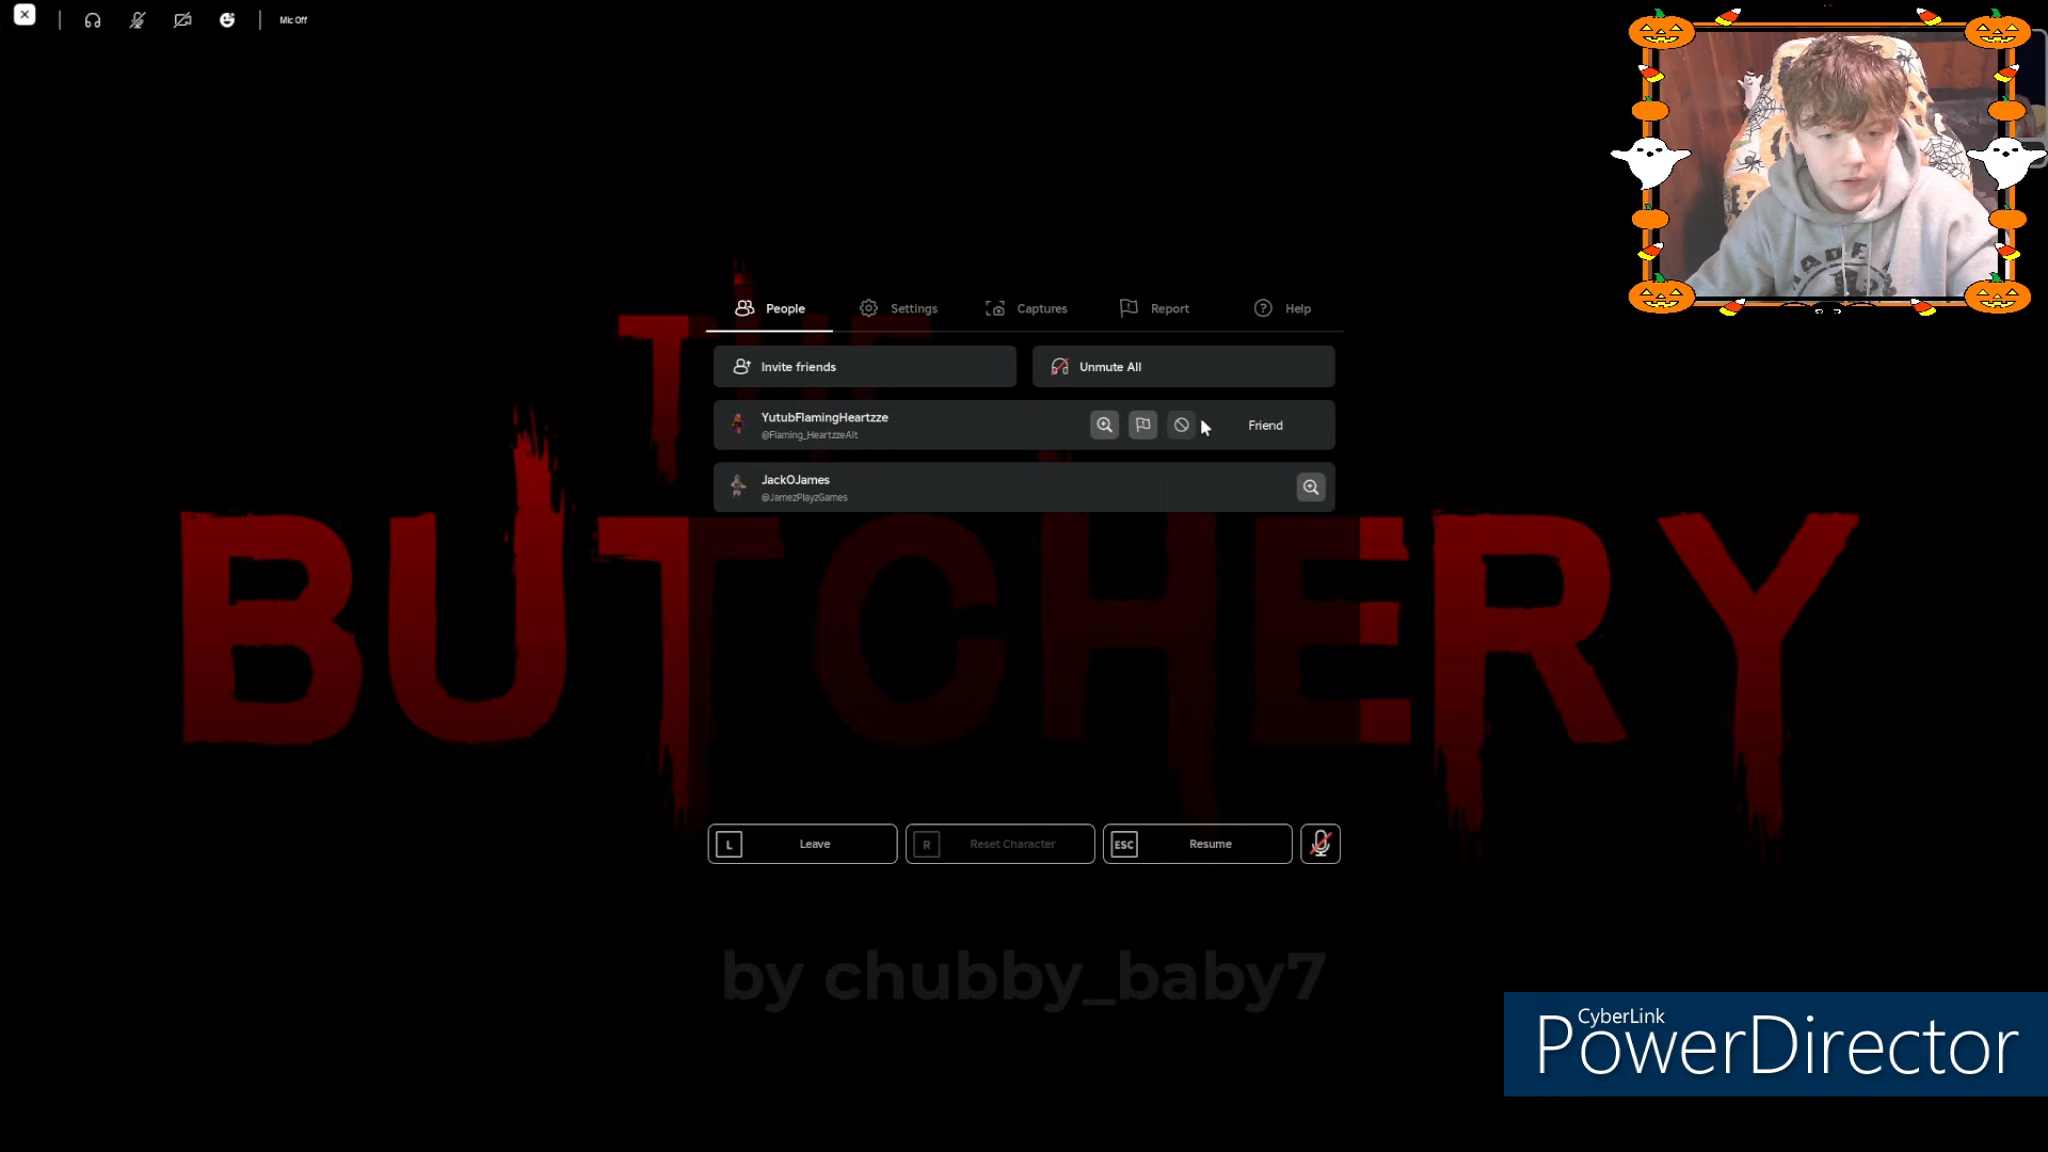 Mic Off
People
Settings
Captures
Report
Help
THE
Invite friends
Unmute All
YutubFlamingHeartzze
@Flaming_HeartzzeAlt
Friend
JackOJames
@JamezPlayzGames
BUTCHERY
L
Leave
R
Reset Character
ESC
Resume
by chubby_baby7
CyberLink
PowerDirector